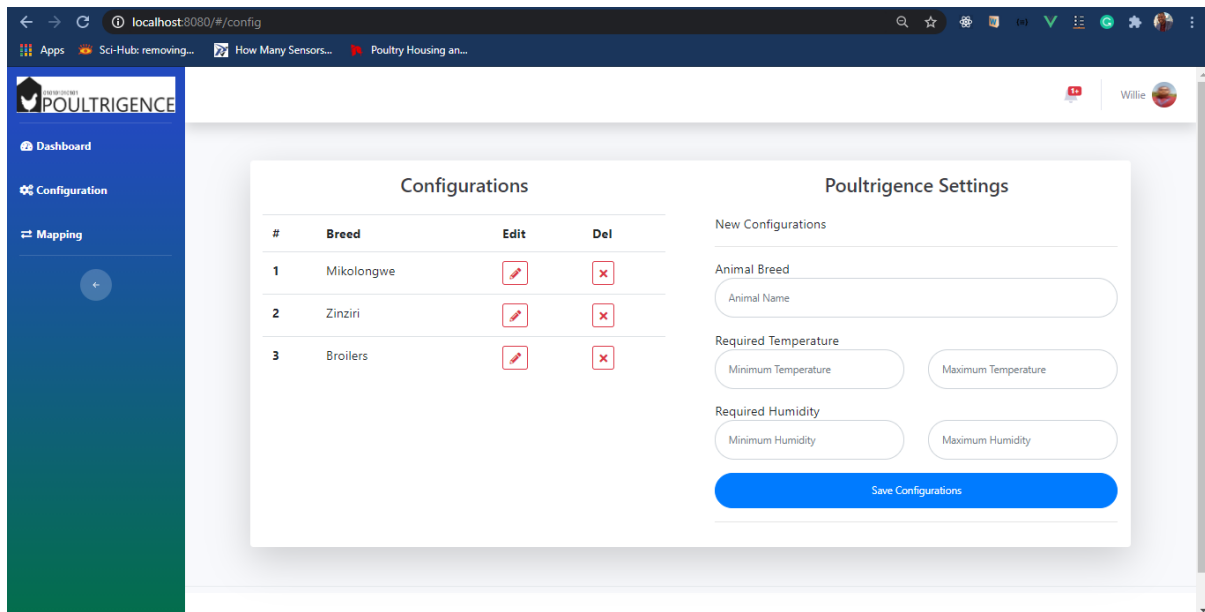 localhost:8080/#/config
Apps Sci-Hub: removing... How Many Sensors... Poultry Housing an...
POULTRIGENCE
1+ Willie
Dashboard
Configuration
Mapping
Configurations
# Breed Edit Del
1 Mikolongwe
2 Zinziri
3 Broilers
Poultrigence Settings
New Configurations
Animal Breed
Animal Name
Required Temperature
Minimum Temperature Maximum Temperature
Required Humidity
Minimum Humidity Maximum Humidity
Save Configurations